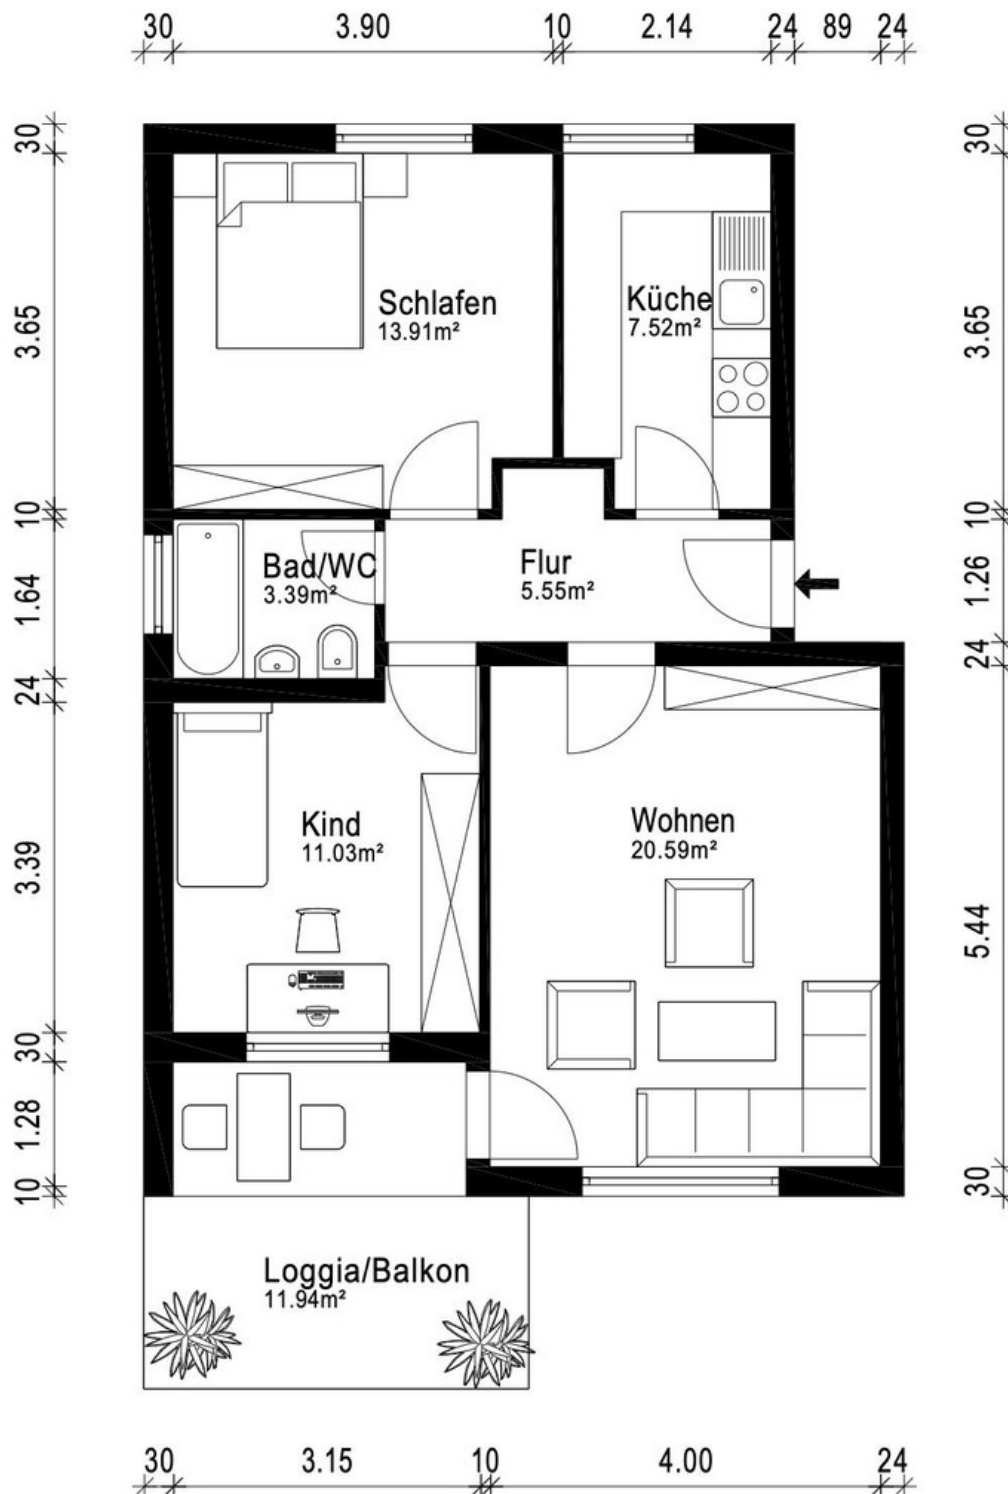 30 3.90 10 2.14 24 89 24
30
3.65
10
1.64
24
3.39
30
1.28
10
30
3.65
10
1.26
24
5.44
30
Schlafen
13.91m²
Küche
7.52m²
Bad/WC
3.39m²
Flur
5.55m²
Kind
11.03m²
Wohnen
20.59m²
Loggia/Balkon
11.94m²
30 3.15 10 4.00 24